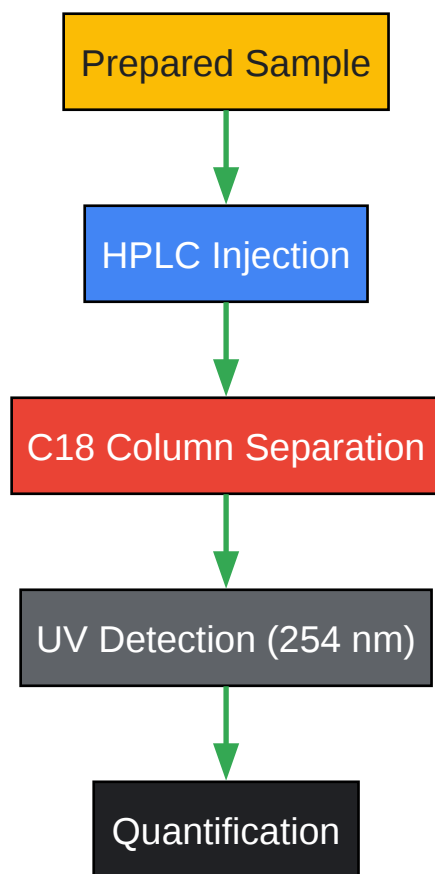 Prepared Sample
HPLC Injection
C18 Column Separation
UV Detection (254 nm)
Quantification